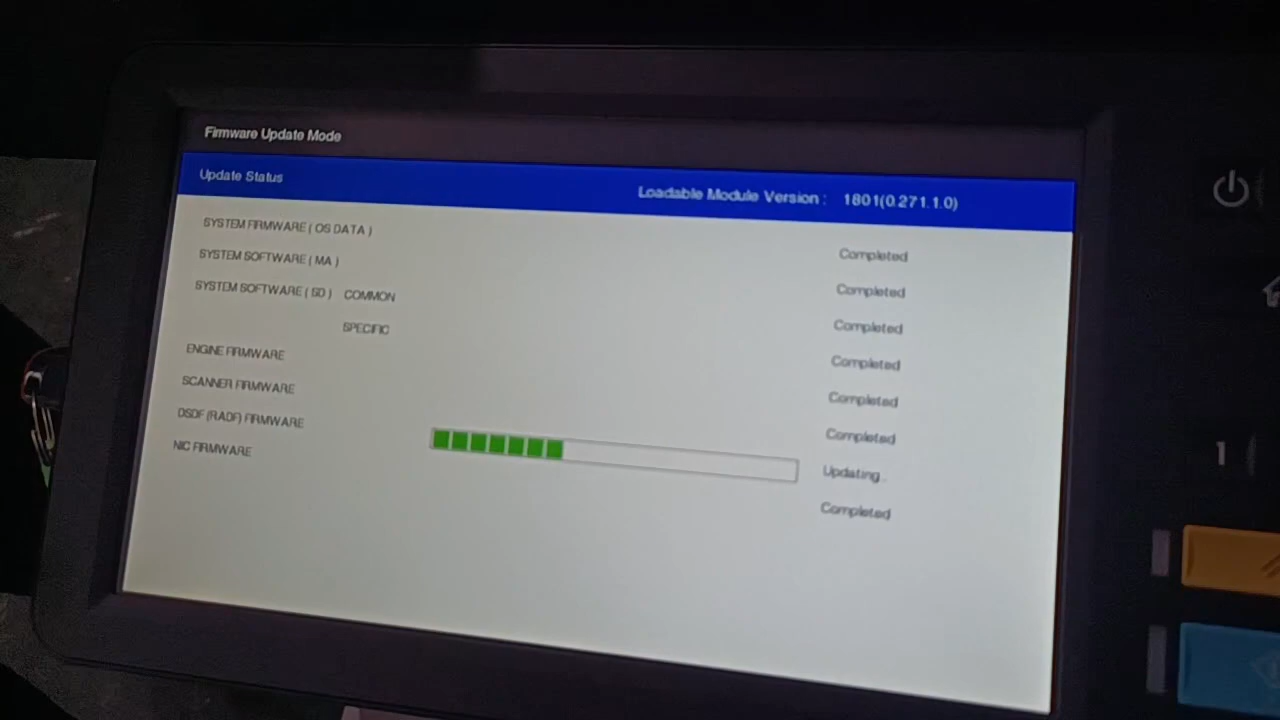 Firmware Update Mode
Update Status Loadable Module Version : 1801(0.271.1.0)
SYSTEM FIRMWARE ( OS DATA ) Completed
SYSTEM SOFTWARE ( MA ) Completed
SYSTEM SOFTWARE ( SD ) COMMON Completed
SPECIFIC Completed
ENGINE FIRMWARE Completed
SCANNER FIRMWARE Completed
DSDF (RADF) FIRMWARE Updating .
NIC FIRMWARE Completed
1